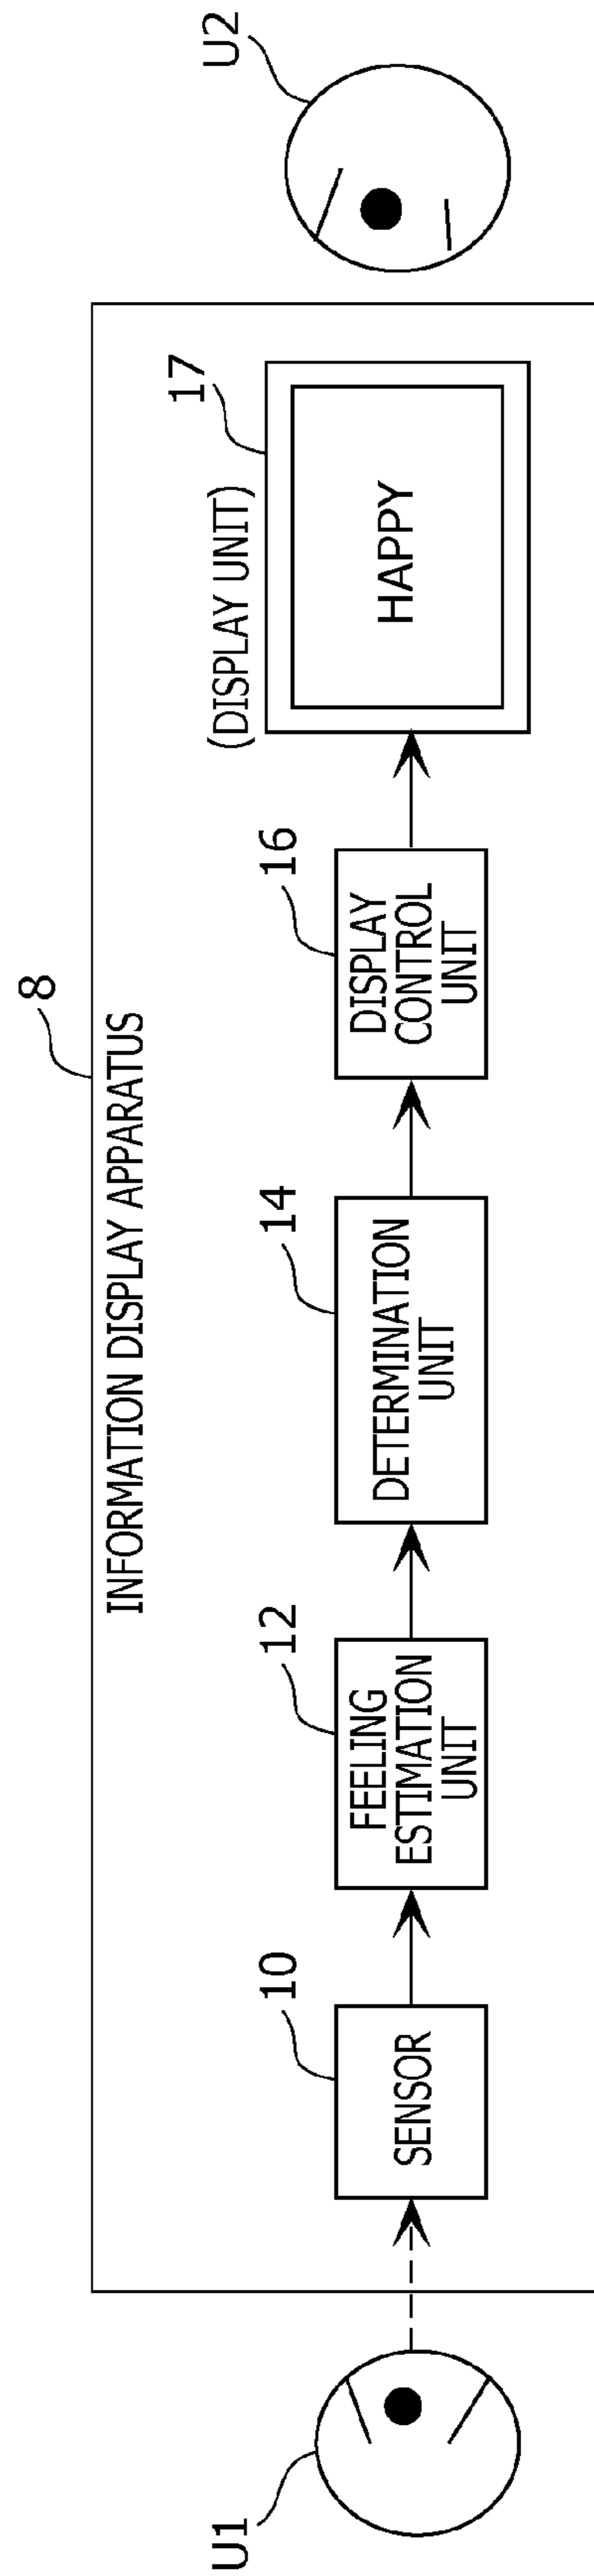 8
INFORMATION DISPLAY APPARATUS
U1
10
SENSOR
12
FEELING
ESTIMATION
UNIT
14
DETERMINATION
UNIT
16
DISPLAY
CONTROL
UNIT
17
(DISPLAY UNIT)
HAPPY
U2